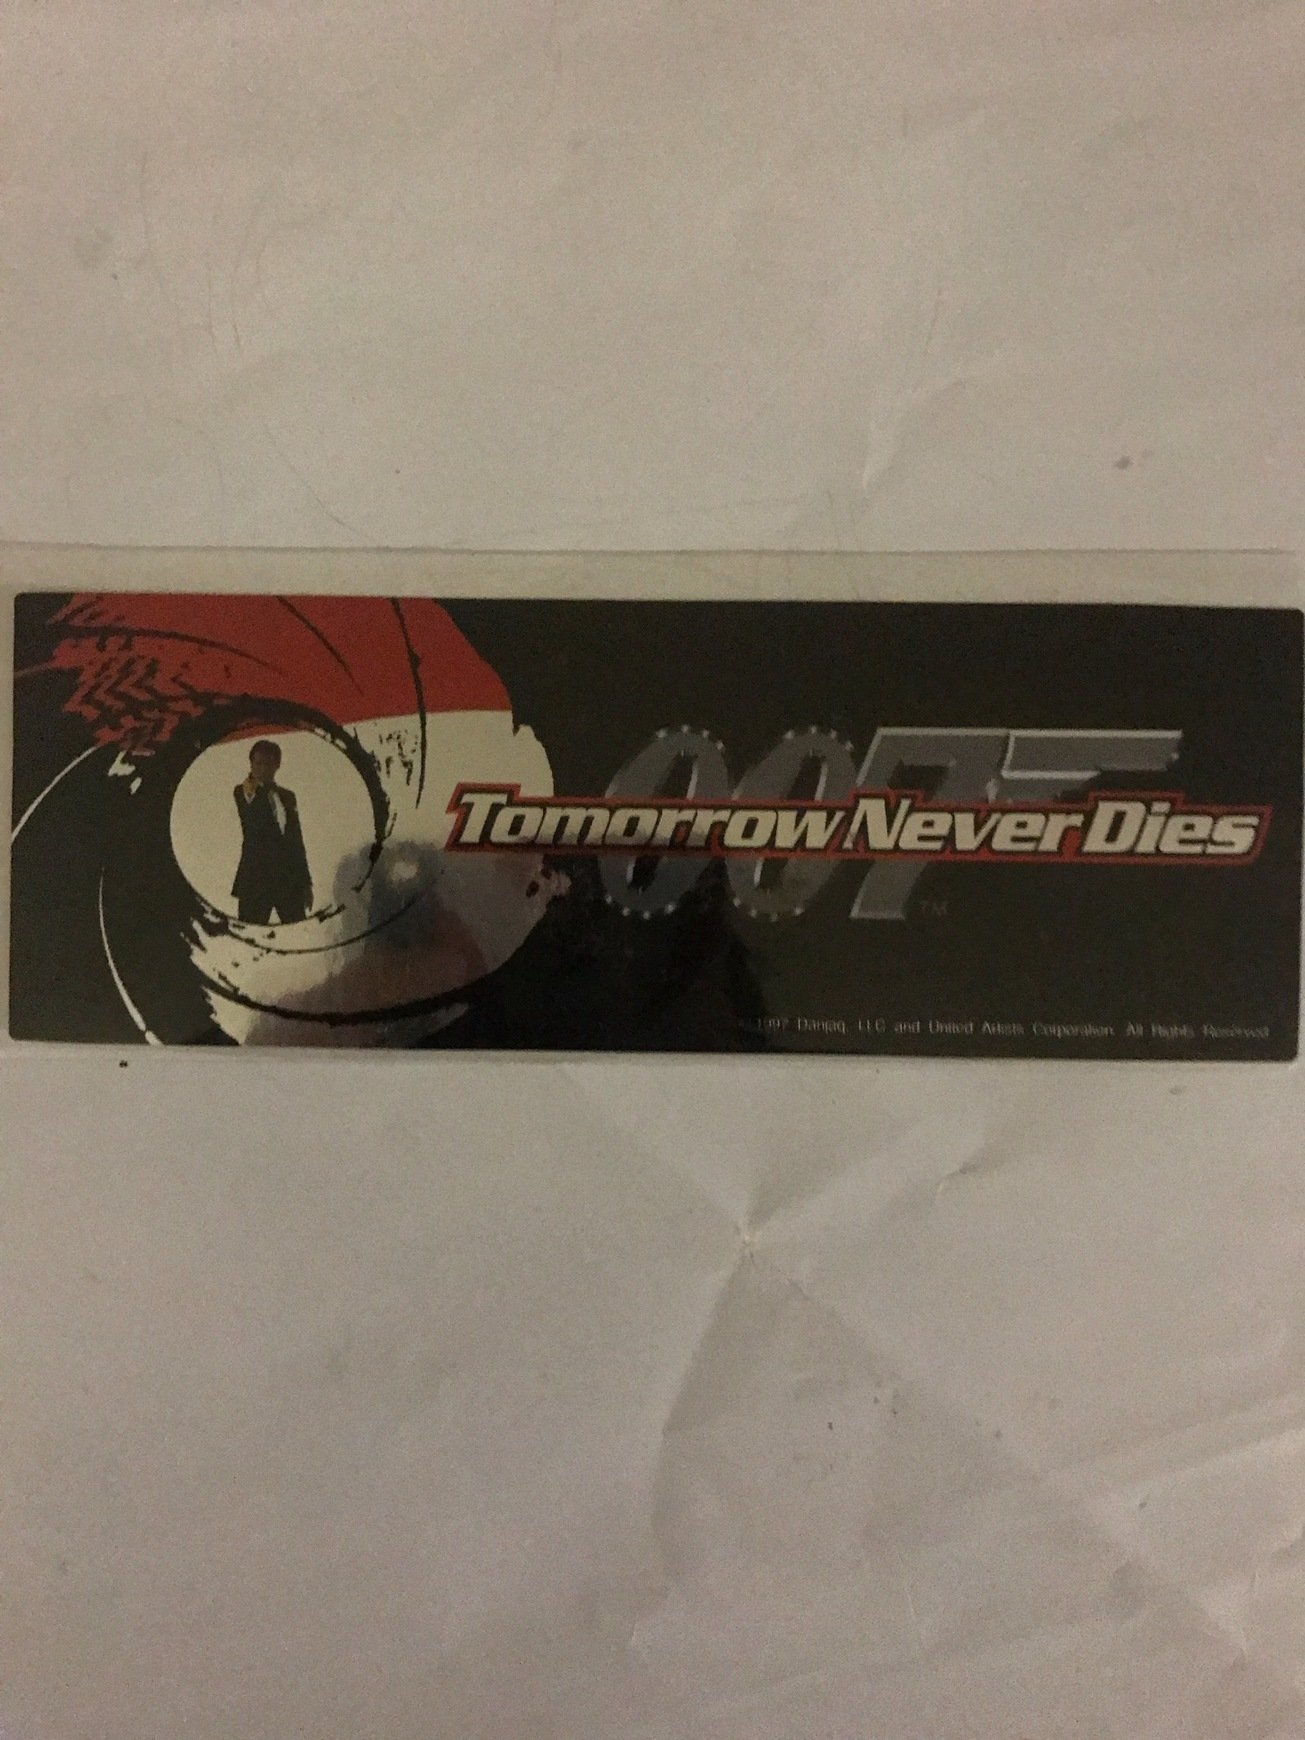 007
Tomorrow Never Dies
TM
© 1997 Danjaq, LLC and United Artists Corporation. All Rights Reserved